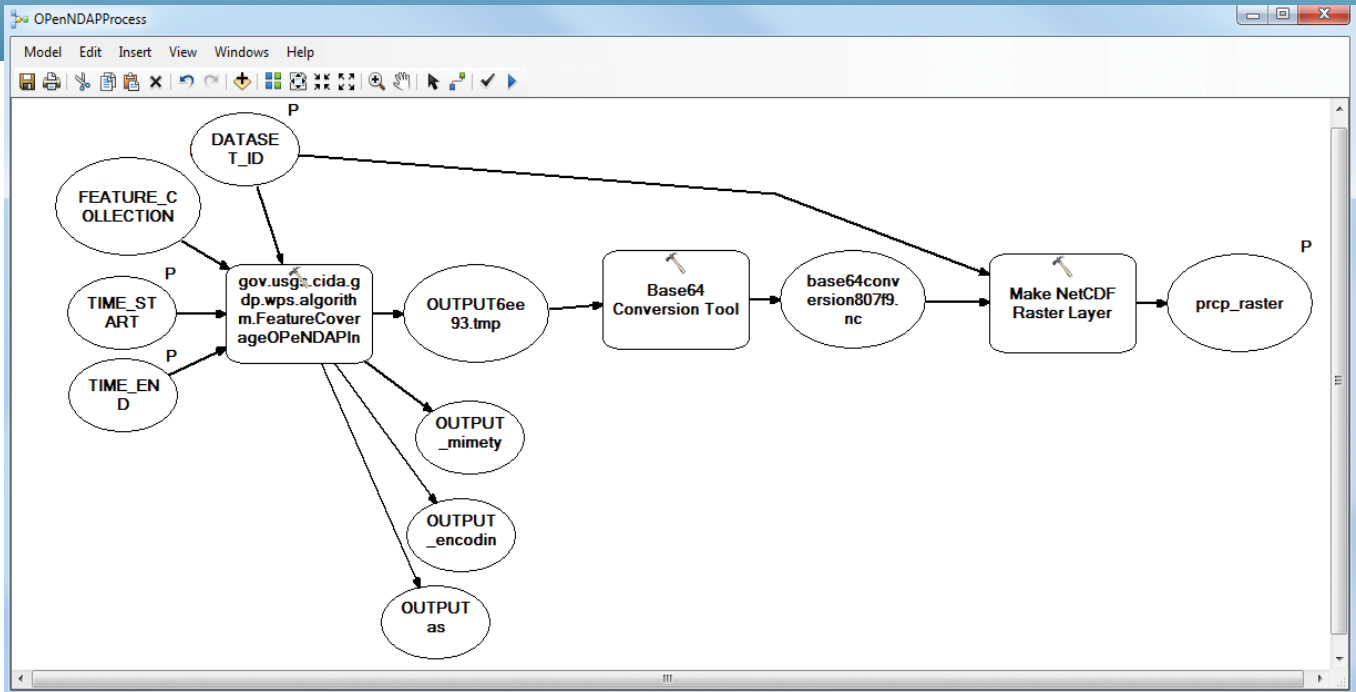 OPenNDAPProcess
Model Edit Insert View Windows Help
P
DATASE
T_ID
FEATURE_C
OLLECTION
P
TIME_ST
ART
P
TIME_EN
D
gov.usgs.cida.g
dp.wps.algorith
m.FeatureCover
ageOPeNDAPIn
OUTPUT6ee
93.tmp
Base64
Conversion Tool
base64conv
ersion807f9.
nc
Make NetCDF
Raster Layer
P
prcp_raster
OUTPUT
_mimety
OUTPUT
_encodin
OUTPUT
as